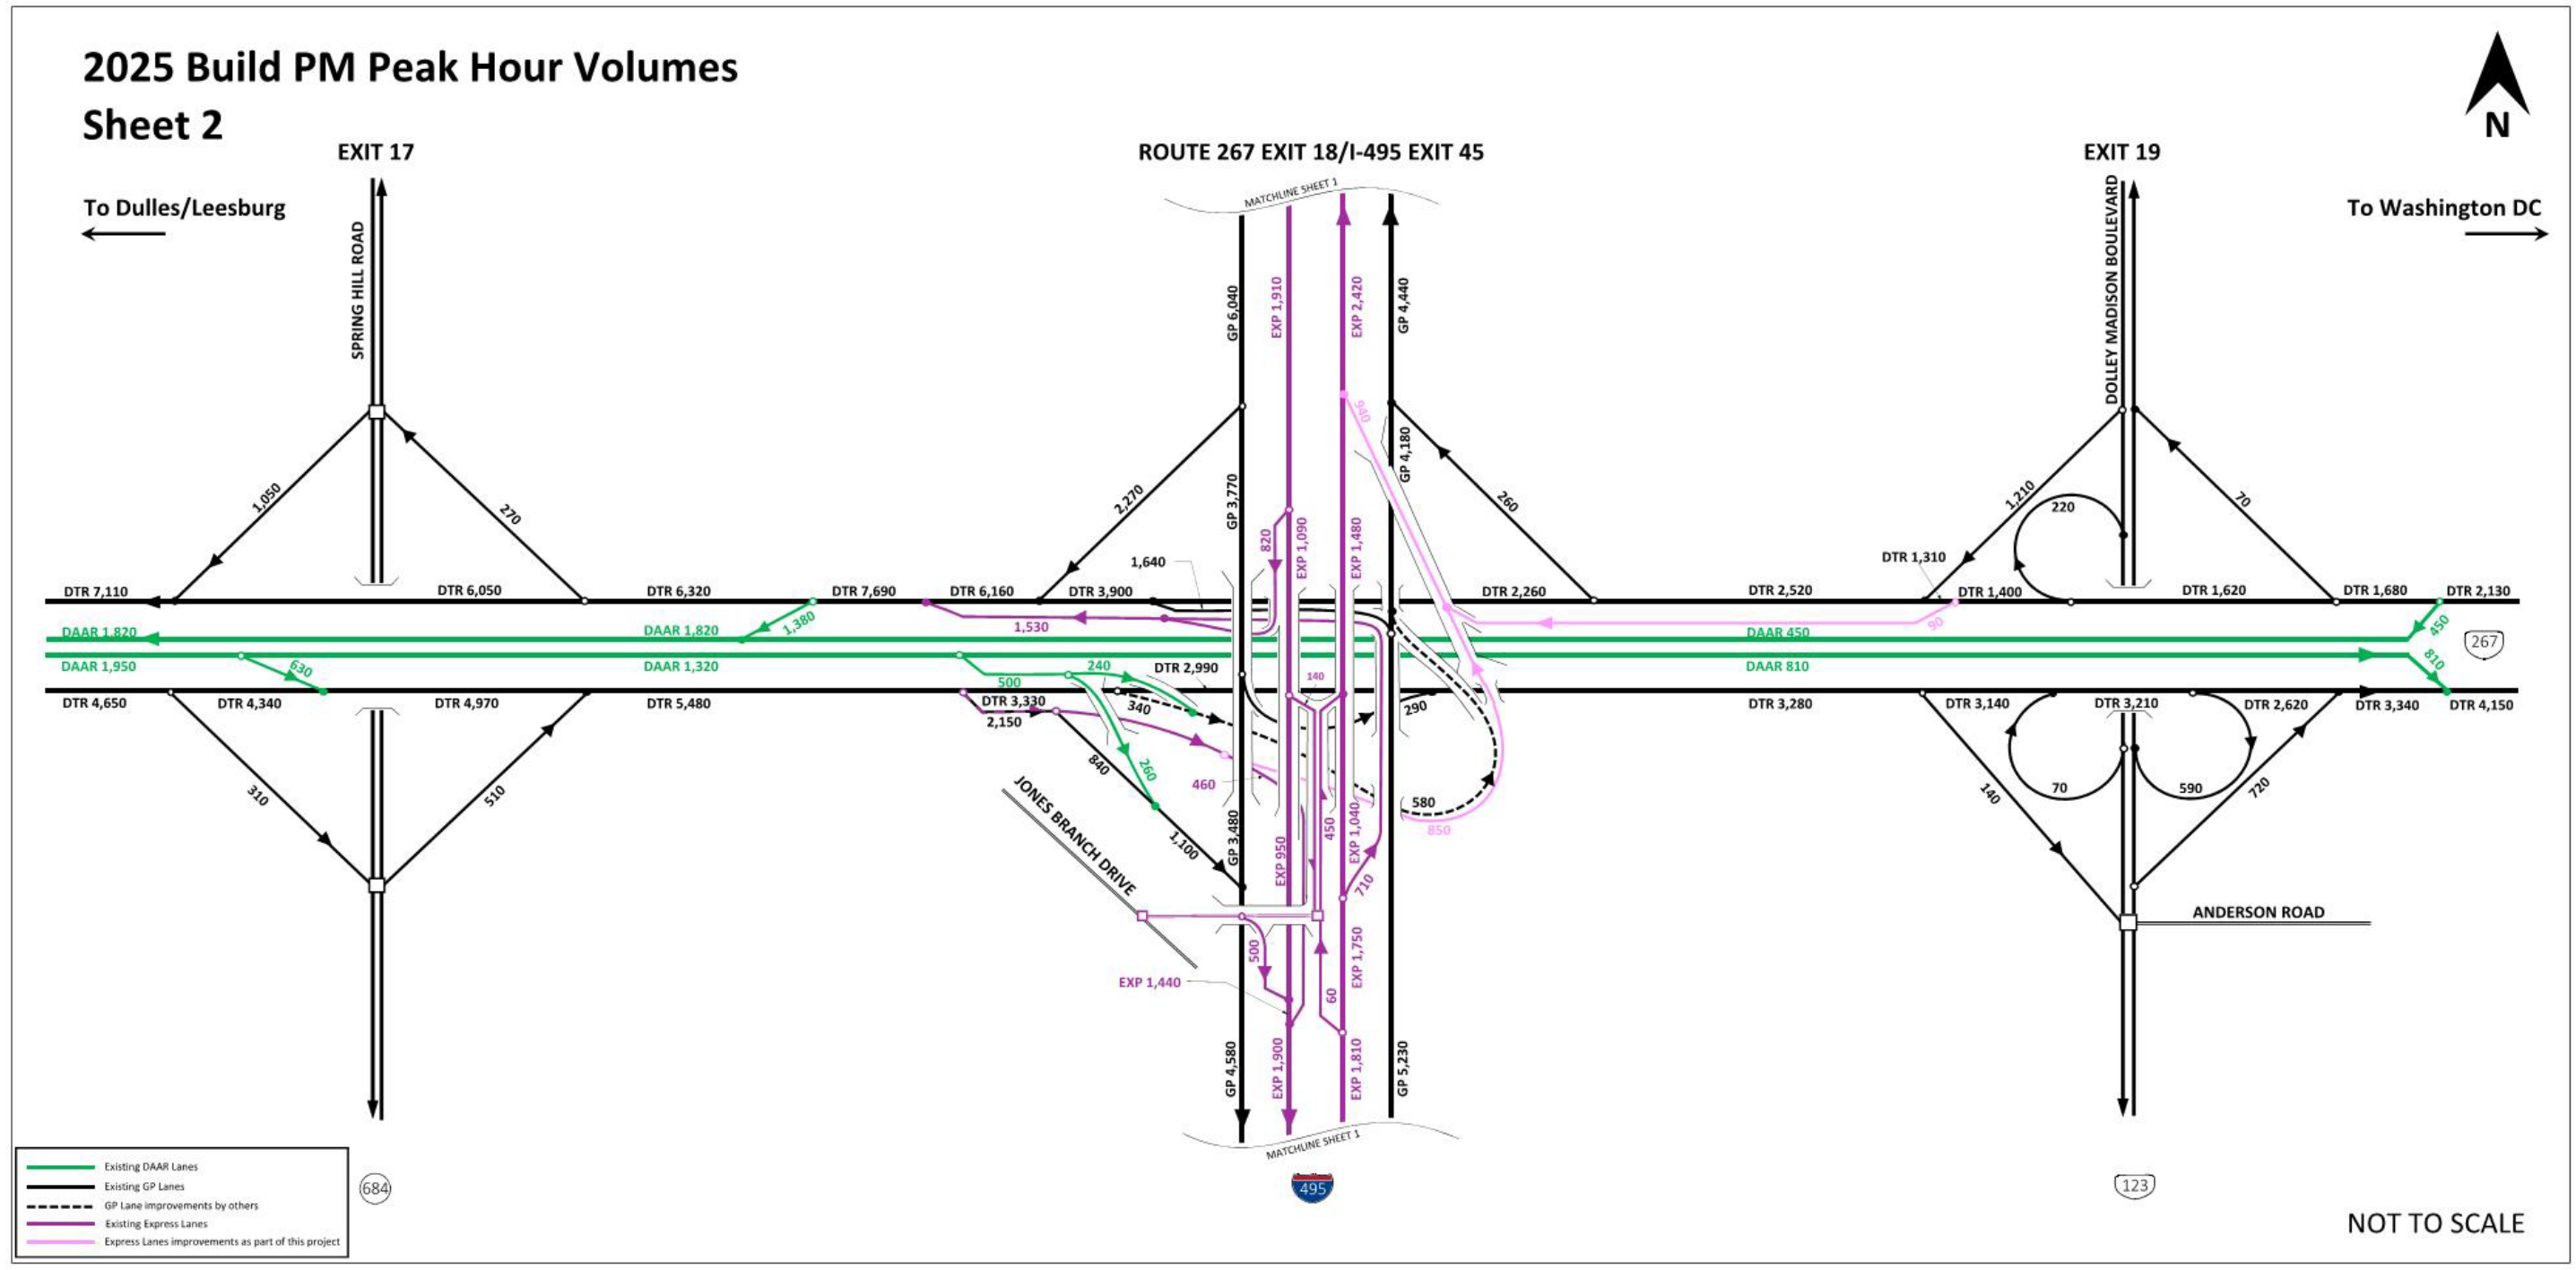 2025 Build PM Peak Hour Volumes
Sheet 2
N
EXIT 17
ROUTE 267 EXIT 18/I-495 EXIT 45
EXIT 19
To Dulles/Leesburg
To Washington DC
MATCHLINE SHEET 1
SPRING HILL ROAD
DOLLEY MADISON BOULEVARD
GP 6,040
EXP 1,910
EXP 2,420
GP 4,440
940
GP 4,180
1,050
270
2,270
GP 3,770
820
EXP 1,090
EXP 1,480
260
1,210
220
70
1,640
DTR 1,310
DTR 7,110
DTR 6,050
DTR 6,320
DTR 7,690
DTR 6,160
DTR 3,900
DTR 2,260
DTR 2,520
DTR 1,400
DTR 1,620
DTR 1,680
DTR 2,130
1,380
1,530
90
450
DAAR 1,820
DAAR 1,820
DAAR 450
267
DAAR 1,950
630
DAAR 1,320
240
DTR 2,990
140
DAAR 810
810
500
DTR 4,650
DTR 4,340
DTR 4,970
DTR 5,480
DTR 3,330
2,150
340
290
DTR 3,280
DTR 3,140
DTR 3,210
DTR 2,620
DTR 3,340
DTR 4,150
310
510
840
260
460
580
850
140
70
590
720
JONES BRANCH DRIVE
1,100
GP 3,480
EXP 950
450
EXP 1,040
710
ANDERSON ROAD
500
EXP 1,750
EXP 1,440
60
GP 4,580
EXP 1,900
EXP 1,810
GP 5,230
MATCHLINE SHEET 1
Existing DAAR Lanes
Existing GP Lanes
GP Lane improvements by others
Existing Express Lanes
Express Lanes improvements as part of this project
684
495
123
NOT TO SCALE